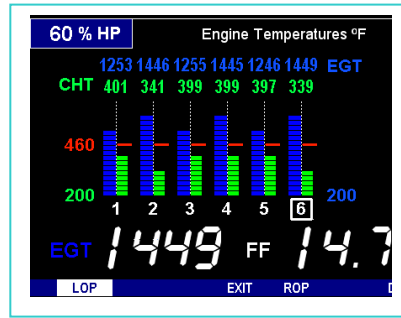 60 % HP Engine Temperatures ºF
1253 1446 1255 1445 1246 1449 EGT
CHT 401 341 399 399 397 339
460
200 200
1 2 3 4 5 6
EGT 1449 FF 14.7
LOP EXIT ROP